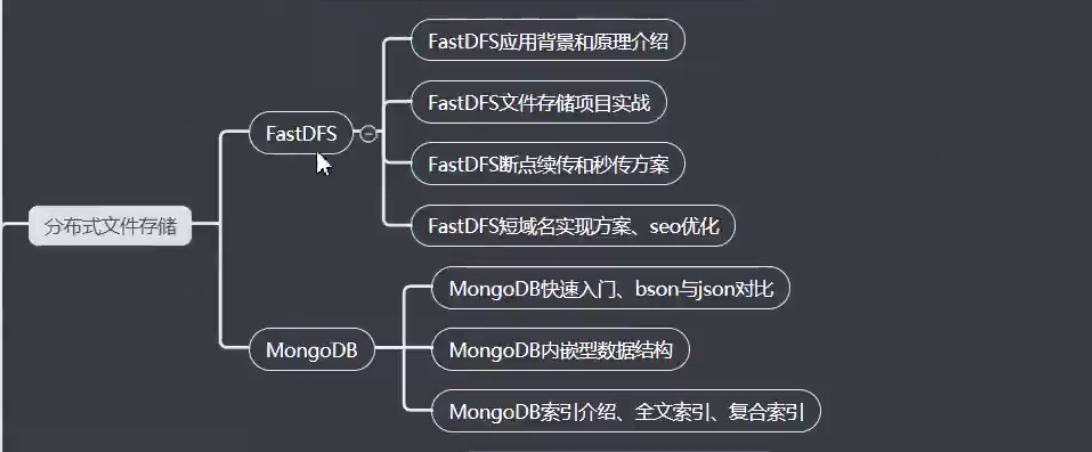 FastDFS应用背景和原理介绍
FastDFS文件存储项目实战
FastDFS
FastDFS断点续传和秒传方案
分布式文件存储
FastDFS短域名实现方案、seo优化
MongoDB快速入门、bson与json对比
MongoDB
MongoDB内嵌型数据结构
MongoDB索引介绍、全文索引、复合索引